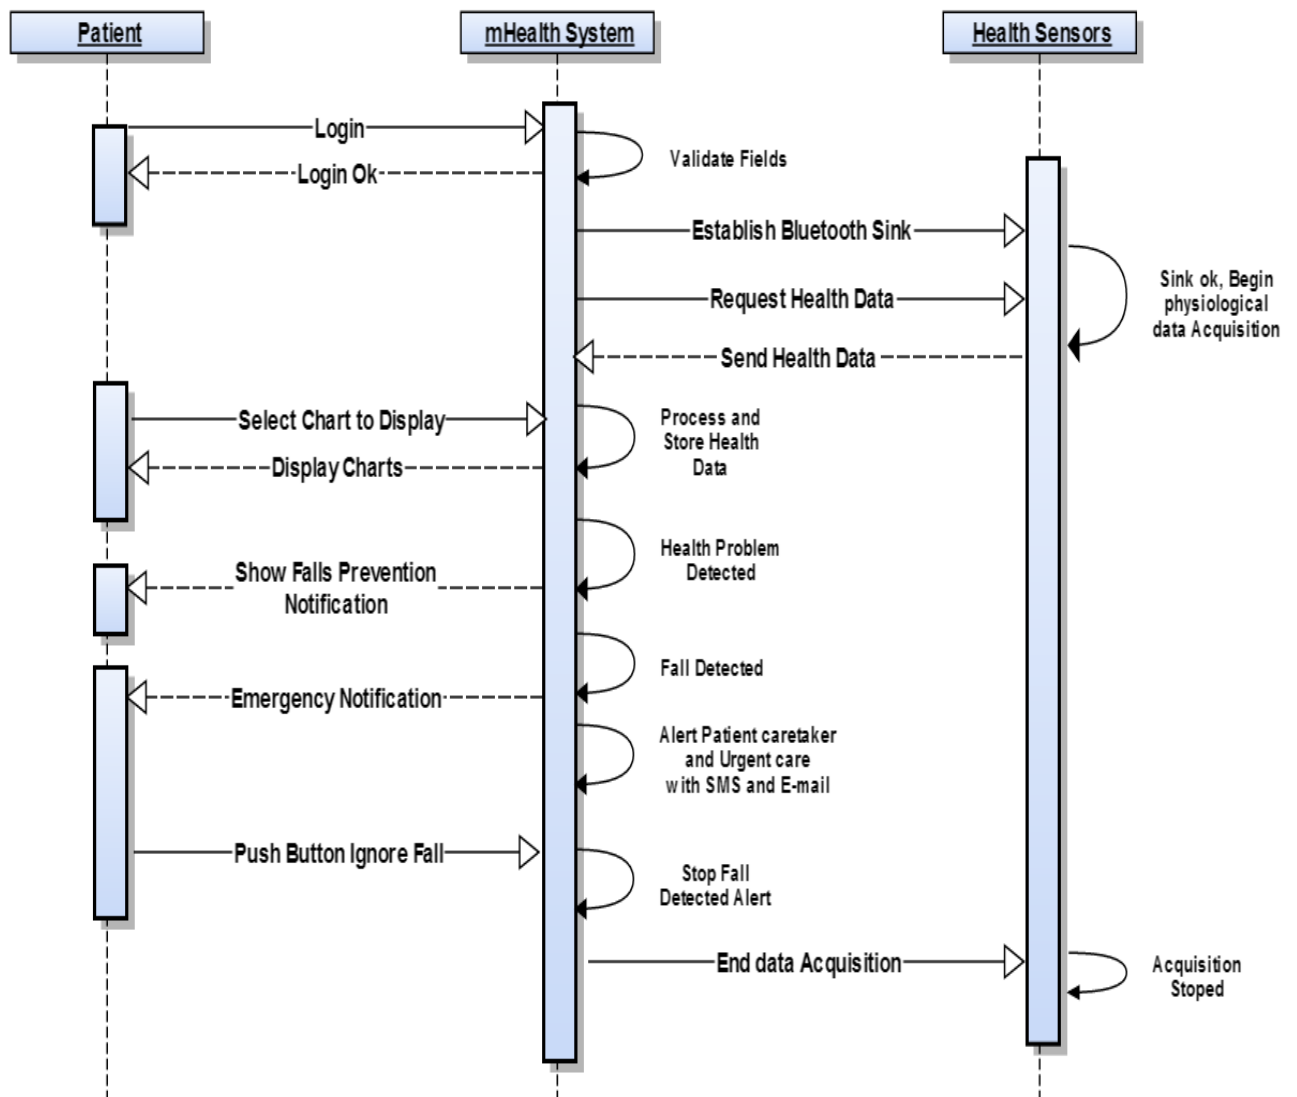 Patient
mHealth System
Health Sensors
Login
Validate Fields
Login Ok
Establish Bluetooth Sink
Sink ok, Begin
physiological
data Acquisition
Request Health Data
Send Health Data
Select Chart to Display
Process and
Store Health
Data
Display Charts
Health Problem
Detected
Show Falls Prevention
Notification
Fall Detected
Emergency Notification
Alert Patient caretaker
and Urgent care
with SMS and E-mail
Push Button Ignore Fall
Stop Fall
Detected Alert
End data Acquisition
Acquisition
Stoped